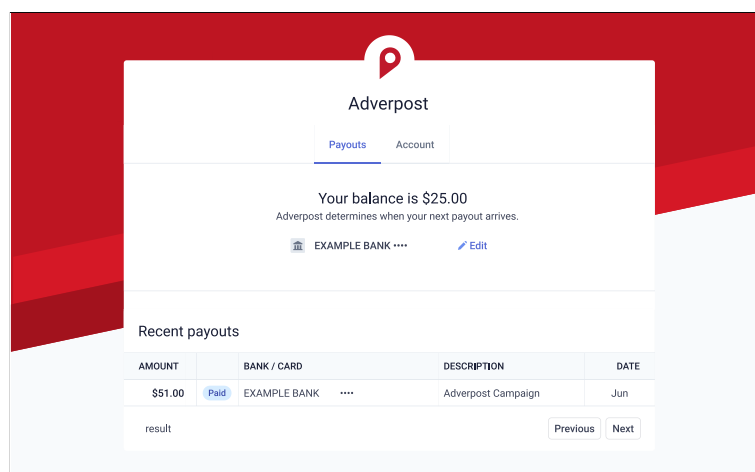 Adverpost
Payouts Account
Your balance is $25.00
Adverpost determines when your next payout arrives.
EXAMPLE BANK •••• Edit
Recent payouts
AMOUNT BANK / CARD DESCRIPTION DATE
$51.00 Paid EXAMPLE BANK •••• Adverpost Campaign Jun
result Previous Next